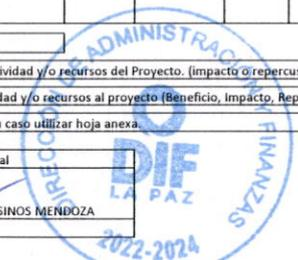 DIRECCIÓN DE ADMINISTRACIÓN Y FINANZAS
ividad y/o recursos del Proyecto. (impacto o repercus
dad y/o recursos al proyecto (Beneficio, Impacto, Rep
caso utilizar hoja anexa.
al
DIF
LA PAZ
SINOS MENDOZA
2022-2024